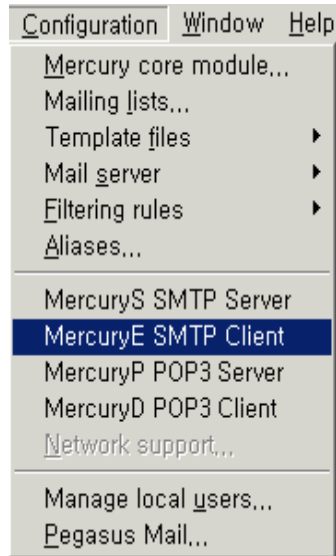 Configuration Window Help
Mercury core module...
Mailing lists...
Template files
Mail server
Filtering rules
Aliases...
MercuryS SMTP Server
MercuryE SMTP Client
MercuryP POP3 Server
MercuryD POP3 Client
Network support...
Manage local users...
Pegasus Mail...